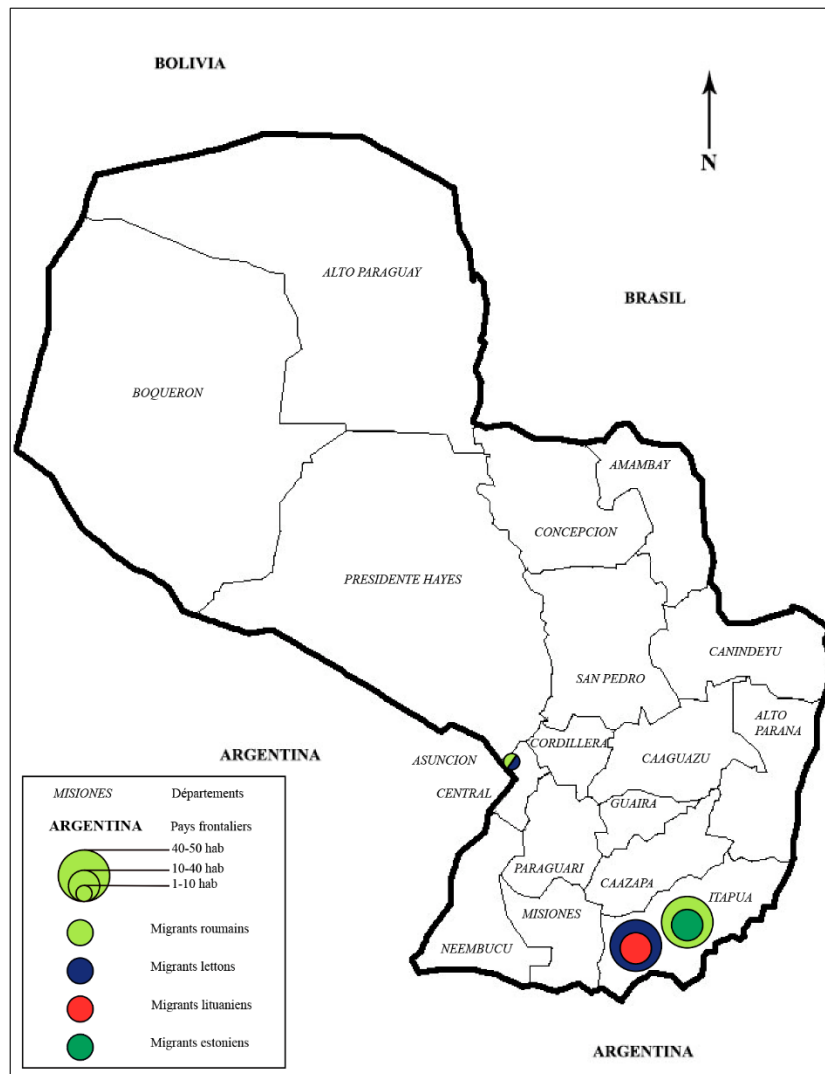 BOLIVIA
N
ALTO PARAGUAY
BRASIL
BOQUERON
AMAMBAY
CONCEPCION
PRESIDENTE HAYES
CANINDEYU
SAN PEDRO
ALTO
PARANA
ARGENTINA
CORDILLERA
ASUNCION
CAAGUAZU
CENTRAL
GUAIRA
PARAGUARI
CAAZAPA
ITAPUA
MISIONES
NEEMBUCU
ARGENTINA
MISIONES Départements
ARGENTINA Pays frontaliers
40-50 hab
10-40 hab
1-10 hab
Migrants roumains
Migrants lettons
Migrants lituaniens
Migrants estoniens